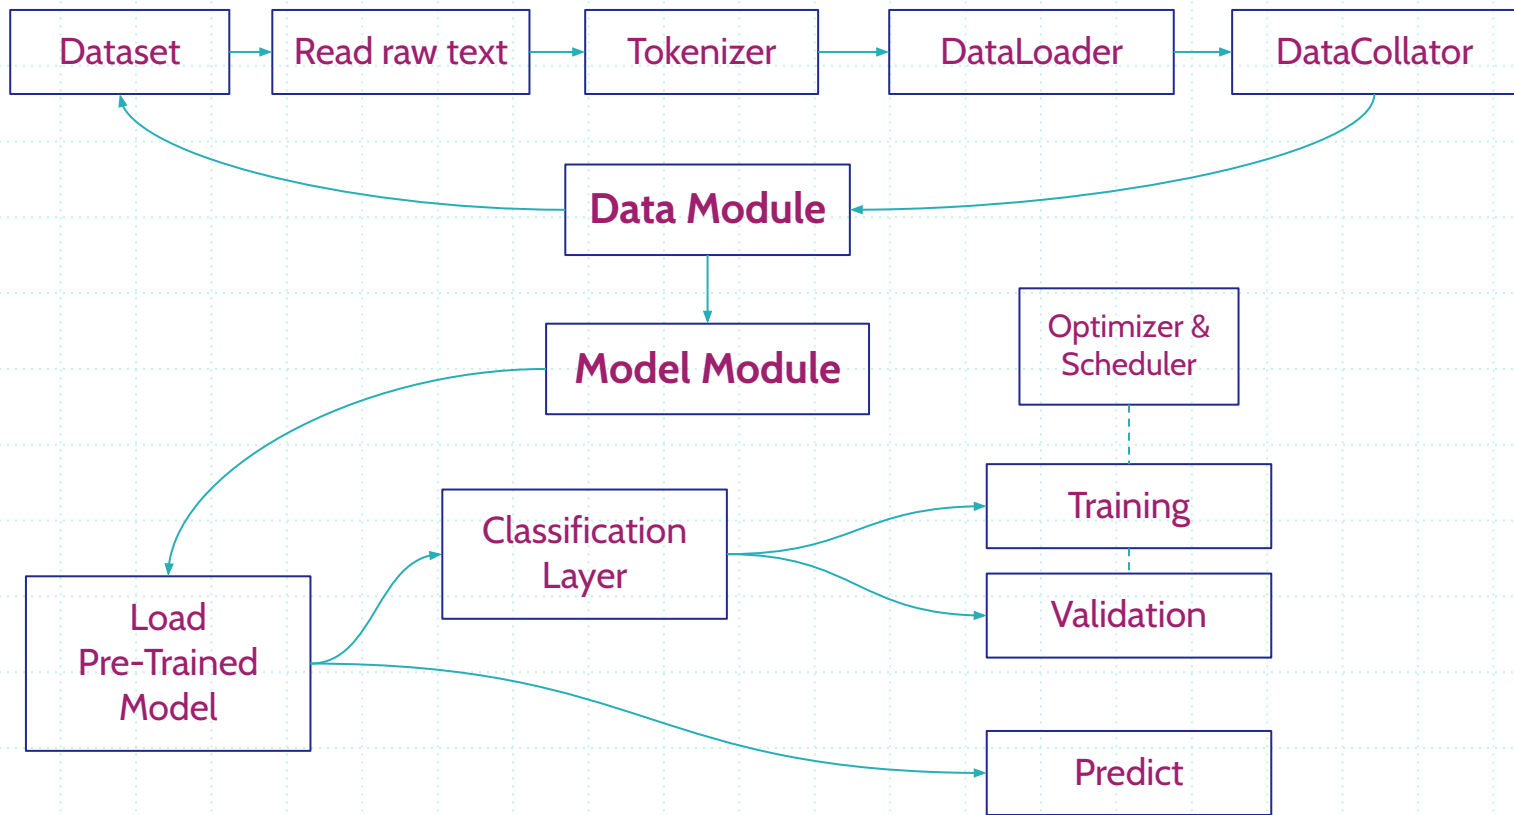 Dataset
Read raw text
Tokenizer
DataLoader
DataCollator
Data Module
Model Module
Optimizer &
Scheduler
Classification
Layer
Training
Load
Pre-Trained
Model
Validation
Predict